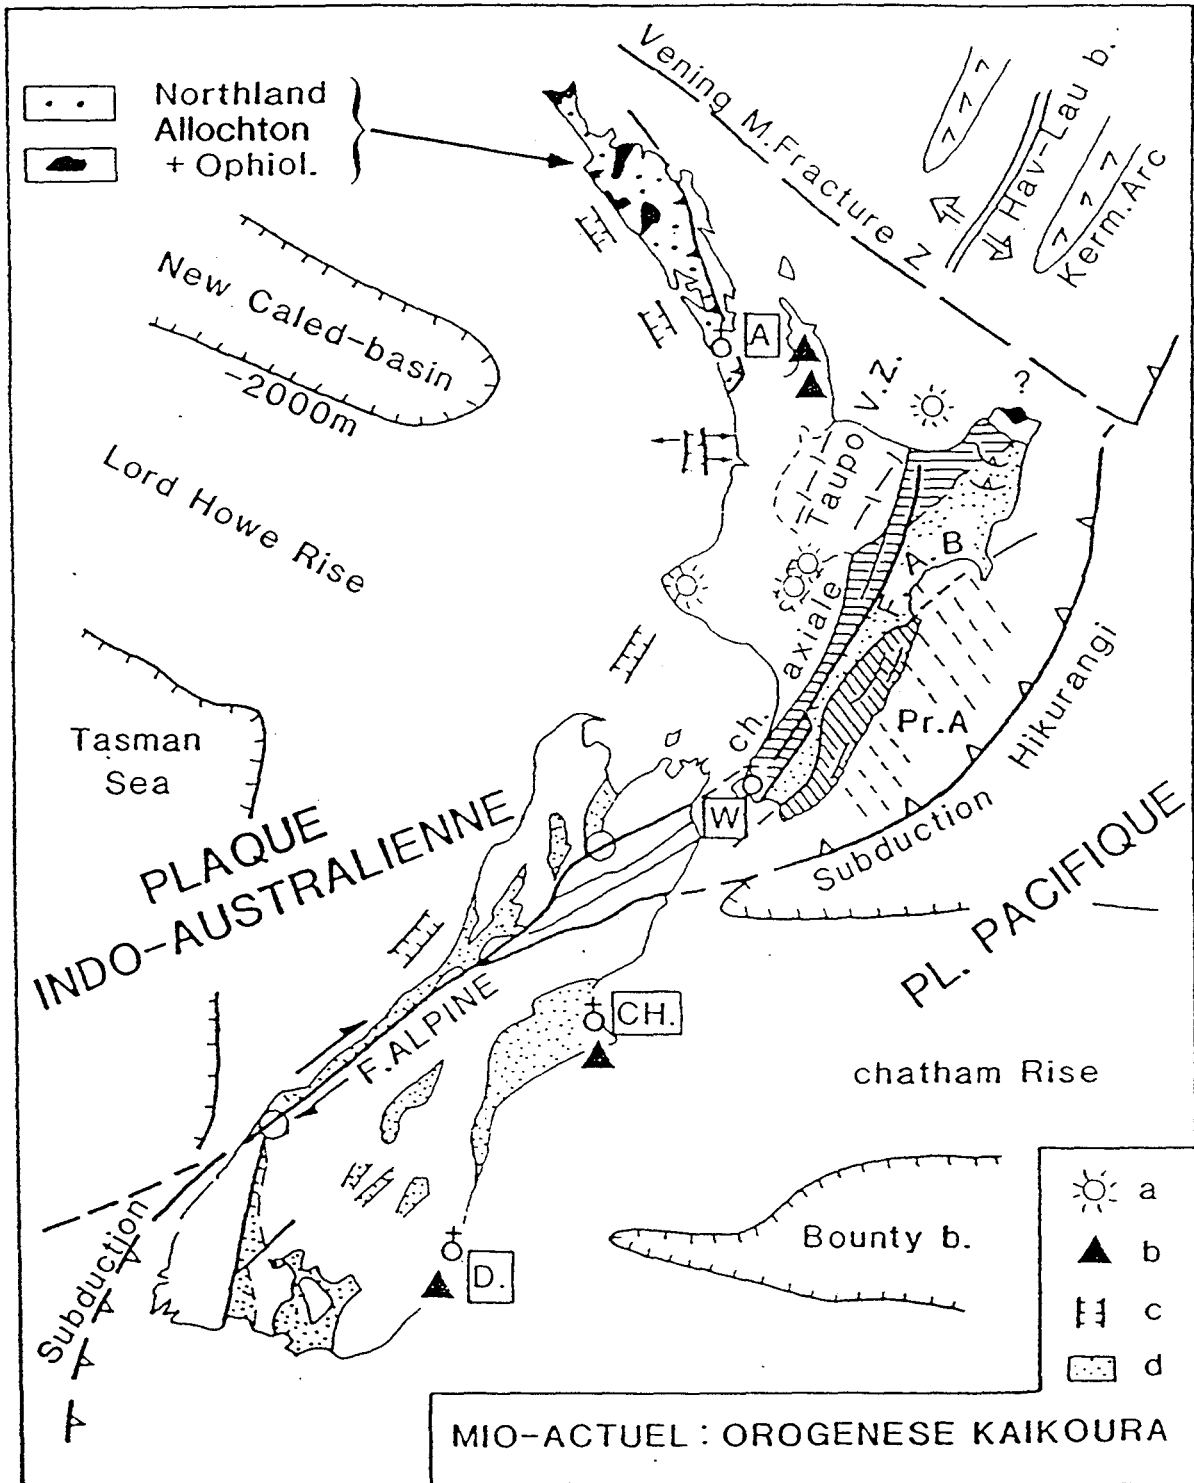 Northland
Allochton
+ Ophiol.
Vening M.Fracture Z
Hav-Lau b.
Kerm.Arc
New Caled-basin
-2000m
Lord Howe Rise
A
Taupo V.Z.
?
F. A. B
ch. axiale
Pr.A
Hikurangi
Subduction
Tasman
Sea
W
PLAQUE
INDO-AUSTRALIENNE
PL. PACIFIQUE
F.ALPINE
CH.
chatham Rise
Subduction
D.
Bounty b.
a
b
c
d
MIO-ACTUEL : OROGENESE KAIKOURA